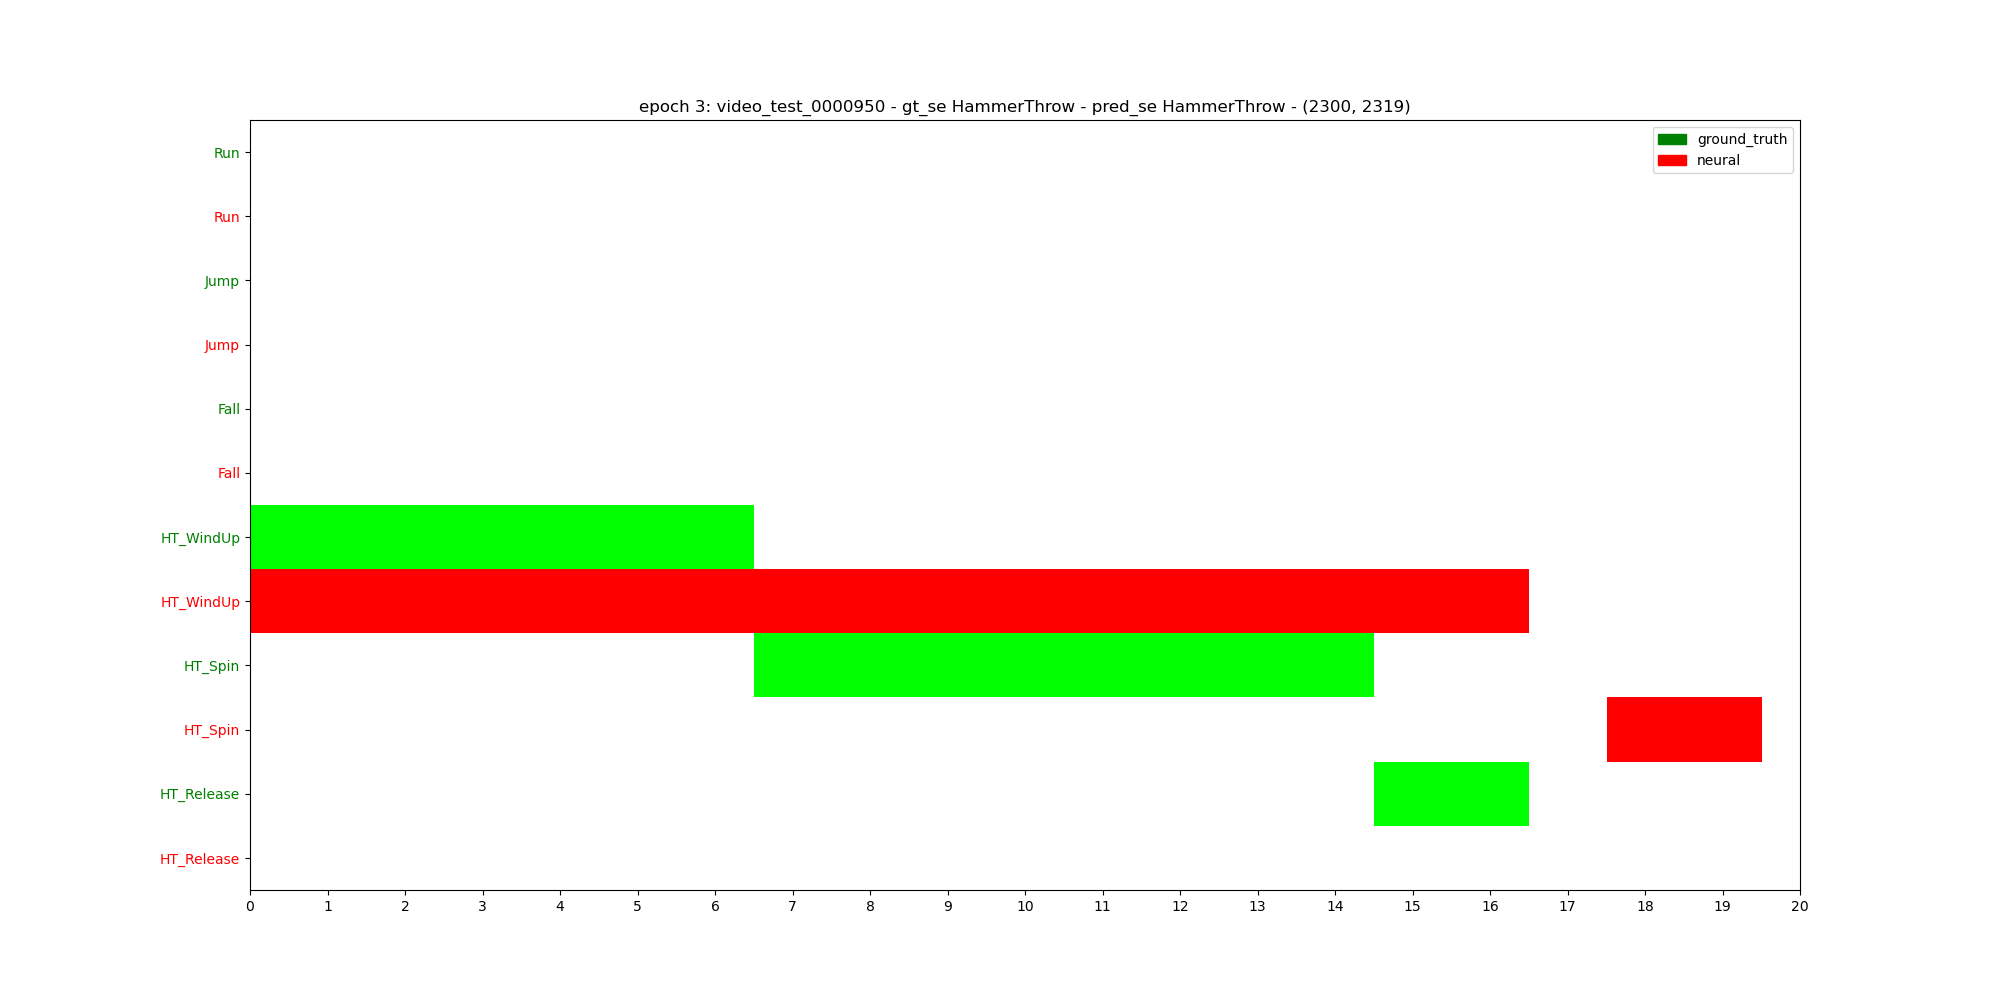 epoch 3: video_test_0000950 - gt_se HammerThrow - pred_se HammerThrow - (2300, 2319)
ground_truth
neural
Run
Run
Jump
Jump
Fall
Fall
HT_WindUp
HT_WindUp
HT_Spin
HT_Spin
HT_Release
HT_Release
0 1 2 3 4 5 6 7 8 9 10 11 12 13 14 15 16 17 18 19 20